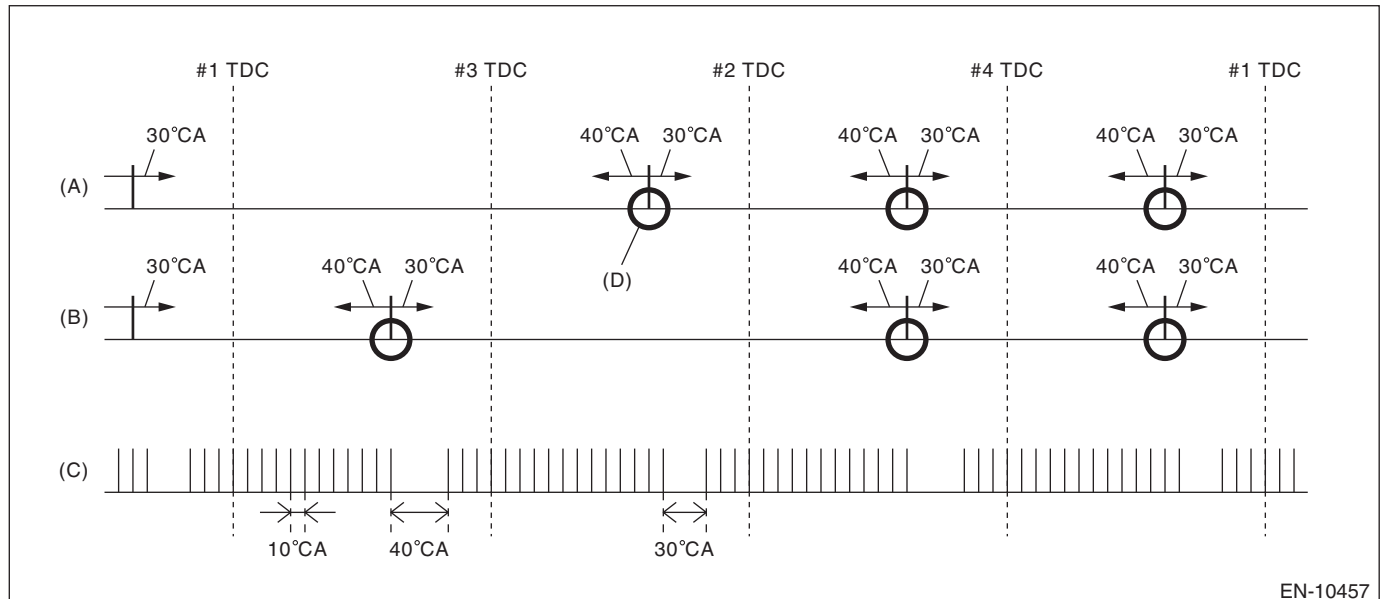 #1 TDC #3 TDC #2 TDC #4 TDC #1 TDC
30°CA 40°CA 30°CA 40°CA 30°CA 40°CA 30°CA
(A)
30°CA 40°CA 30°CA (D) 40°CA 30°CA 40°CA 30°CA
(B)
(C)
10°CA 40°CA 30°CA
EN-10457